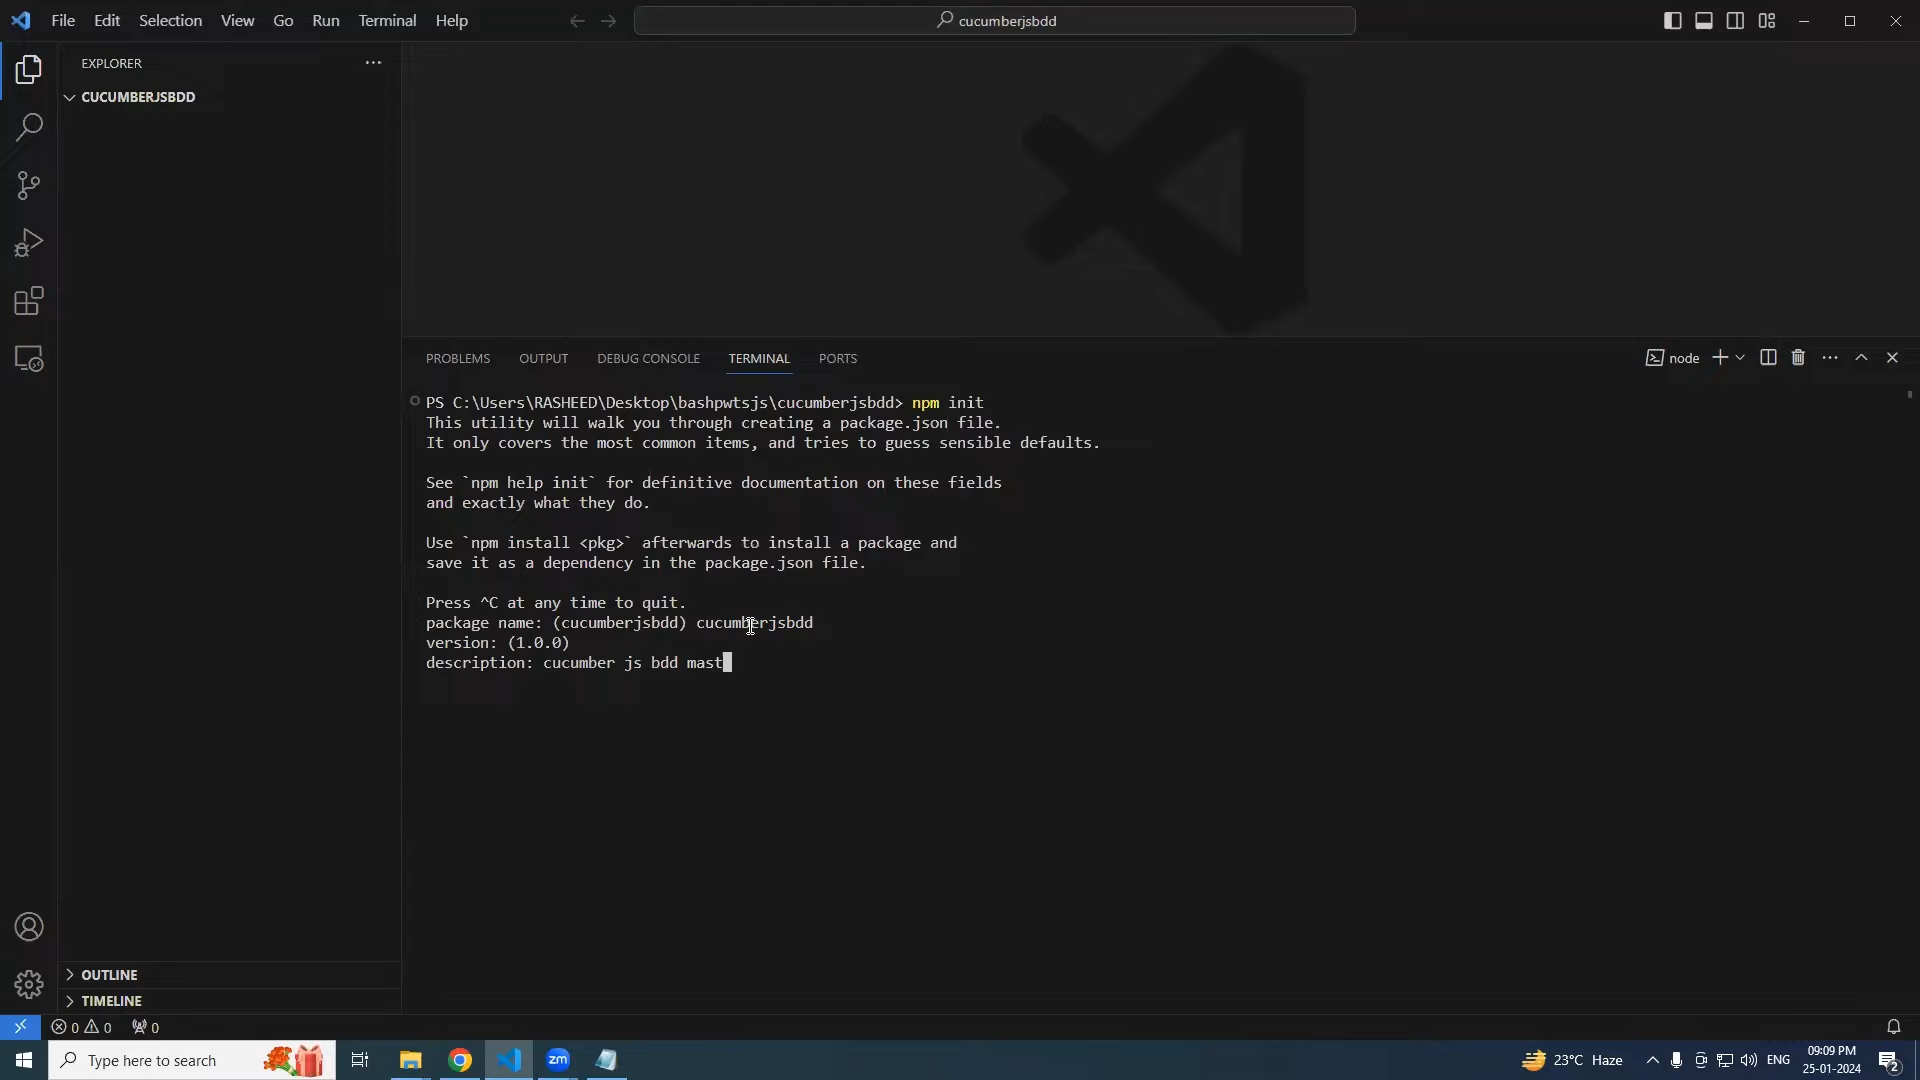 File Edit Selection View Go Run Terminal Help
cucumberjsbdd
EXPLORER
CUCUMBERJSBDD
PROBLEMS OUTPUT DEBUG CONSOLE TERMINAL PORTS
node
PS C:\Users\RASHEED\Desktop\bashpwtsjs\cucumberjsbdd> npm init
This utility will walk you through creating a package.json file.
It only covers the most common items, and tries to guess sensible defaults.
See `npm help init` for definitive documentation on these fields
and exactly what they do.
Use `npm install <pkg>` afterwards to install a package and
save it as a dependency in the package.json file.
Press ^C at any time to quit.
package name: (cucumberjsbdd) cucumberjsbdd
version: (1.0.0)
description: cucumber js bdd mast
OUTLINE
TIMELINE
0 0 0
Type here to search
zm
23°C Haze
ENG
09:09 PM
25-01-2024
2